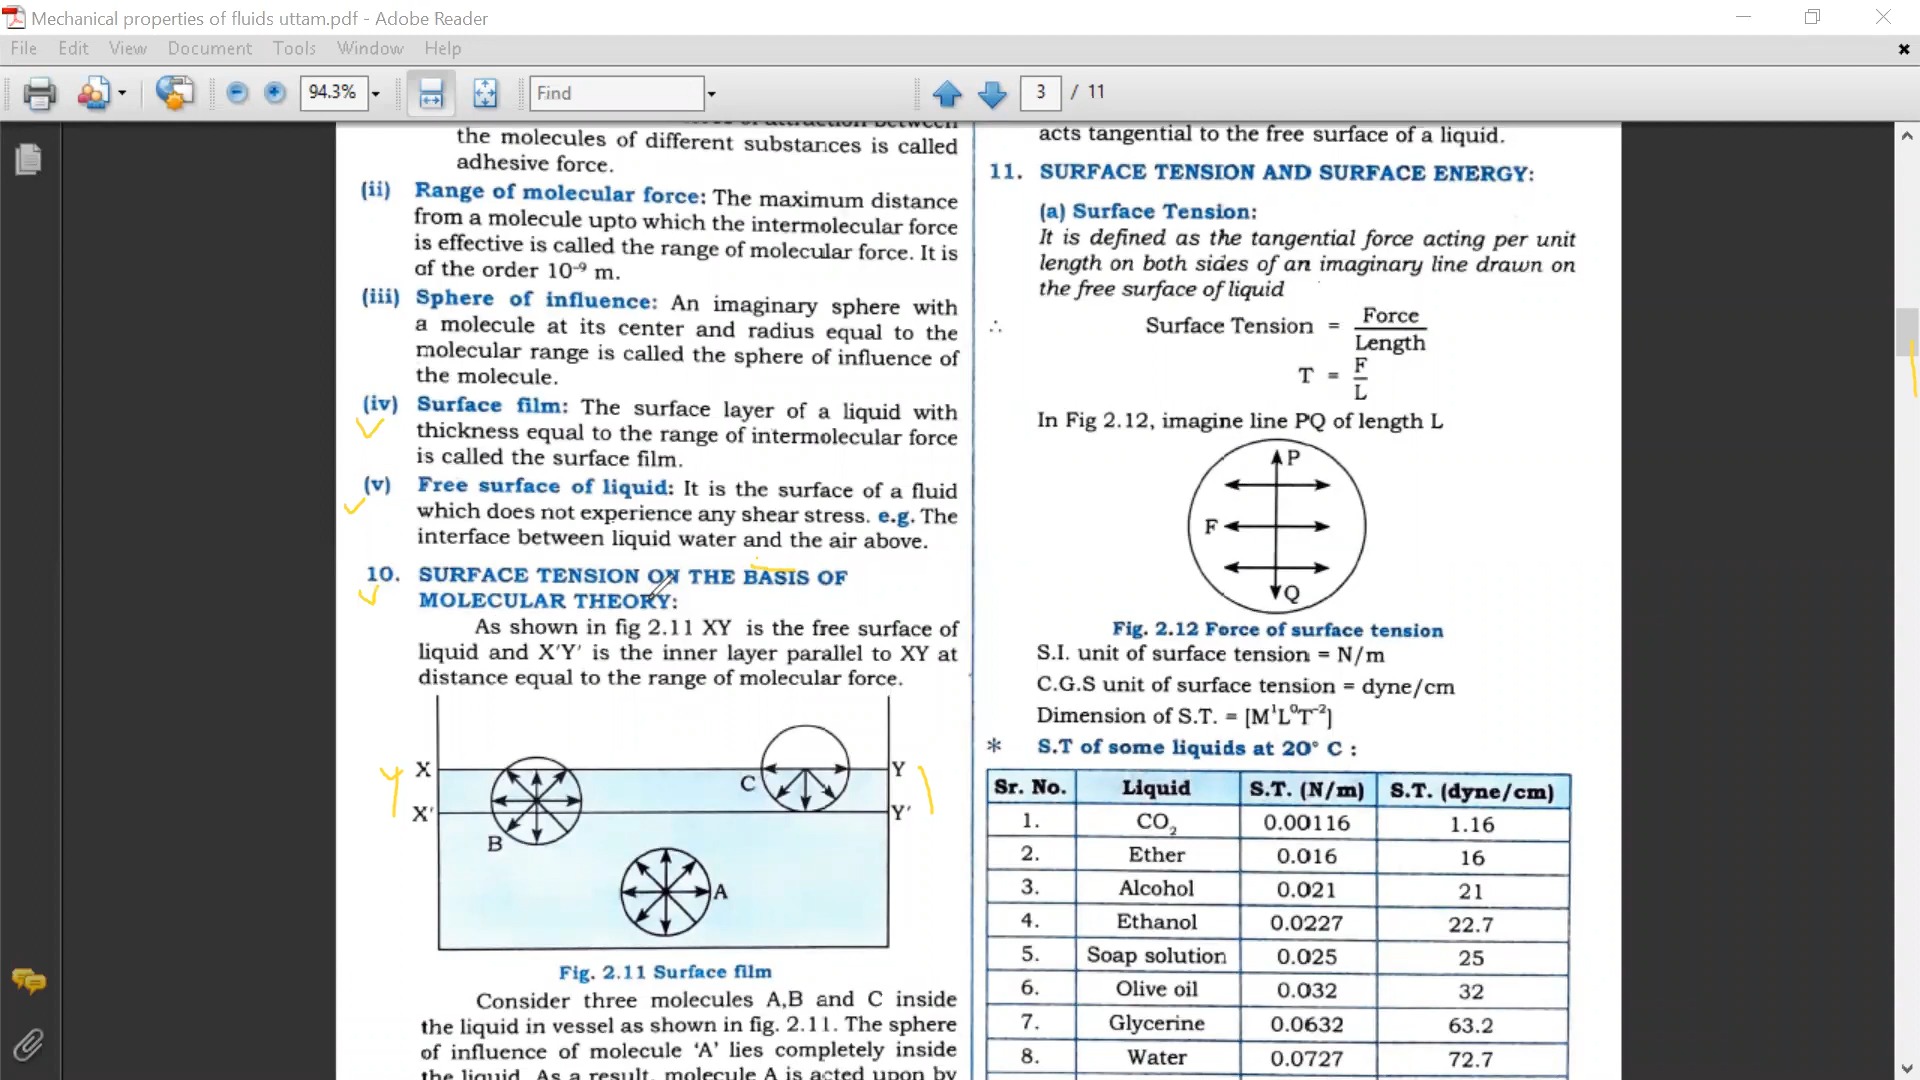 Mechanical properties of fluids uttam.pdf - Adobe Reader
File Edit View Document Tools Window Help
94.3% Find 3 / 11
the molecules of different substances is called
adhesive force.
(ii) Range of molecular force: The maximum distance
from a molecule upto which the intermolecular force
is effective is called the range of molecular force. It is
of the order 10⁻⁹ m.
(iii) Sphere of influence: An imaginary sphere with
a molecule at its center and radius equal to the
molecular range is called the sphere of influence of
the molecule.
(iv) Surface film: The surface layer of a liquid with
thickness equal to the range of intermolecular force
is called the surface film.
(v) Free surface of liquid: It is the surface of a fluid
which does not experience any shear stress. e.g. The
interface between liquid water and the air above.
10. SURFACE TENSION ON THE BASIS OF
MOLECULAR THEORY:
As shown in fig 2.11 XY is the free surface of
liquid and X'Y' is the inner layer parallel to XY at
distance equal to the range of molecular force.
X Y
C
X' Y'
B
A
Fig. 2.11 Surface film
Consider three molecules A,B and C inside
the liquid in vessel as shown in fig. 2.11. The sphere
of influence of molecule ‘A’ lies completely inside
the liquid. As a result, molecule A is acted upon by
acts tangential to the free surface of a liquid.
11. SURFACE TENSION AND SURFACE ENERGY:
(a) Surface Tension:
It is defined as the tangential force acting per unit
length on both sides of an imaginary line drawn on
the free surface of liquid
∴ Surface Tension = Force / Length
T = F / L
In Fig 2.12, imagine line PQ of length L
P
F
Q
Fig. 2.12 Force of surface tension
S.I. unit of surface tension = N/m
C.G.S unit of surface tension = dyne/cm
Dimension of S.T. = [M¹L⁰T⁻²]
* S.T of some liquids at 20° C :
Sr. No. Liquid S.T. (N/m) S.T. (dyne/cm)
1. CO₂ 0.00116 1.16
2. Ether 0.016 16
3. Alcohol 0.021 21
4. Ethanol 0.0227 22.7
5. Soap solution 0.025 25
6. Olive oil 0.032 32
7. Glycerine 0.0632 63.2
8. Water 0.0727 72.7